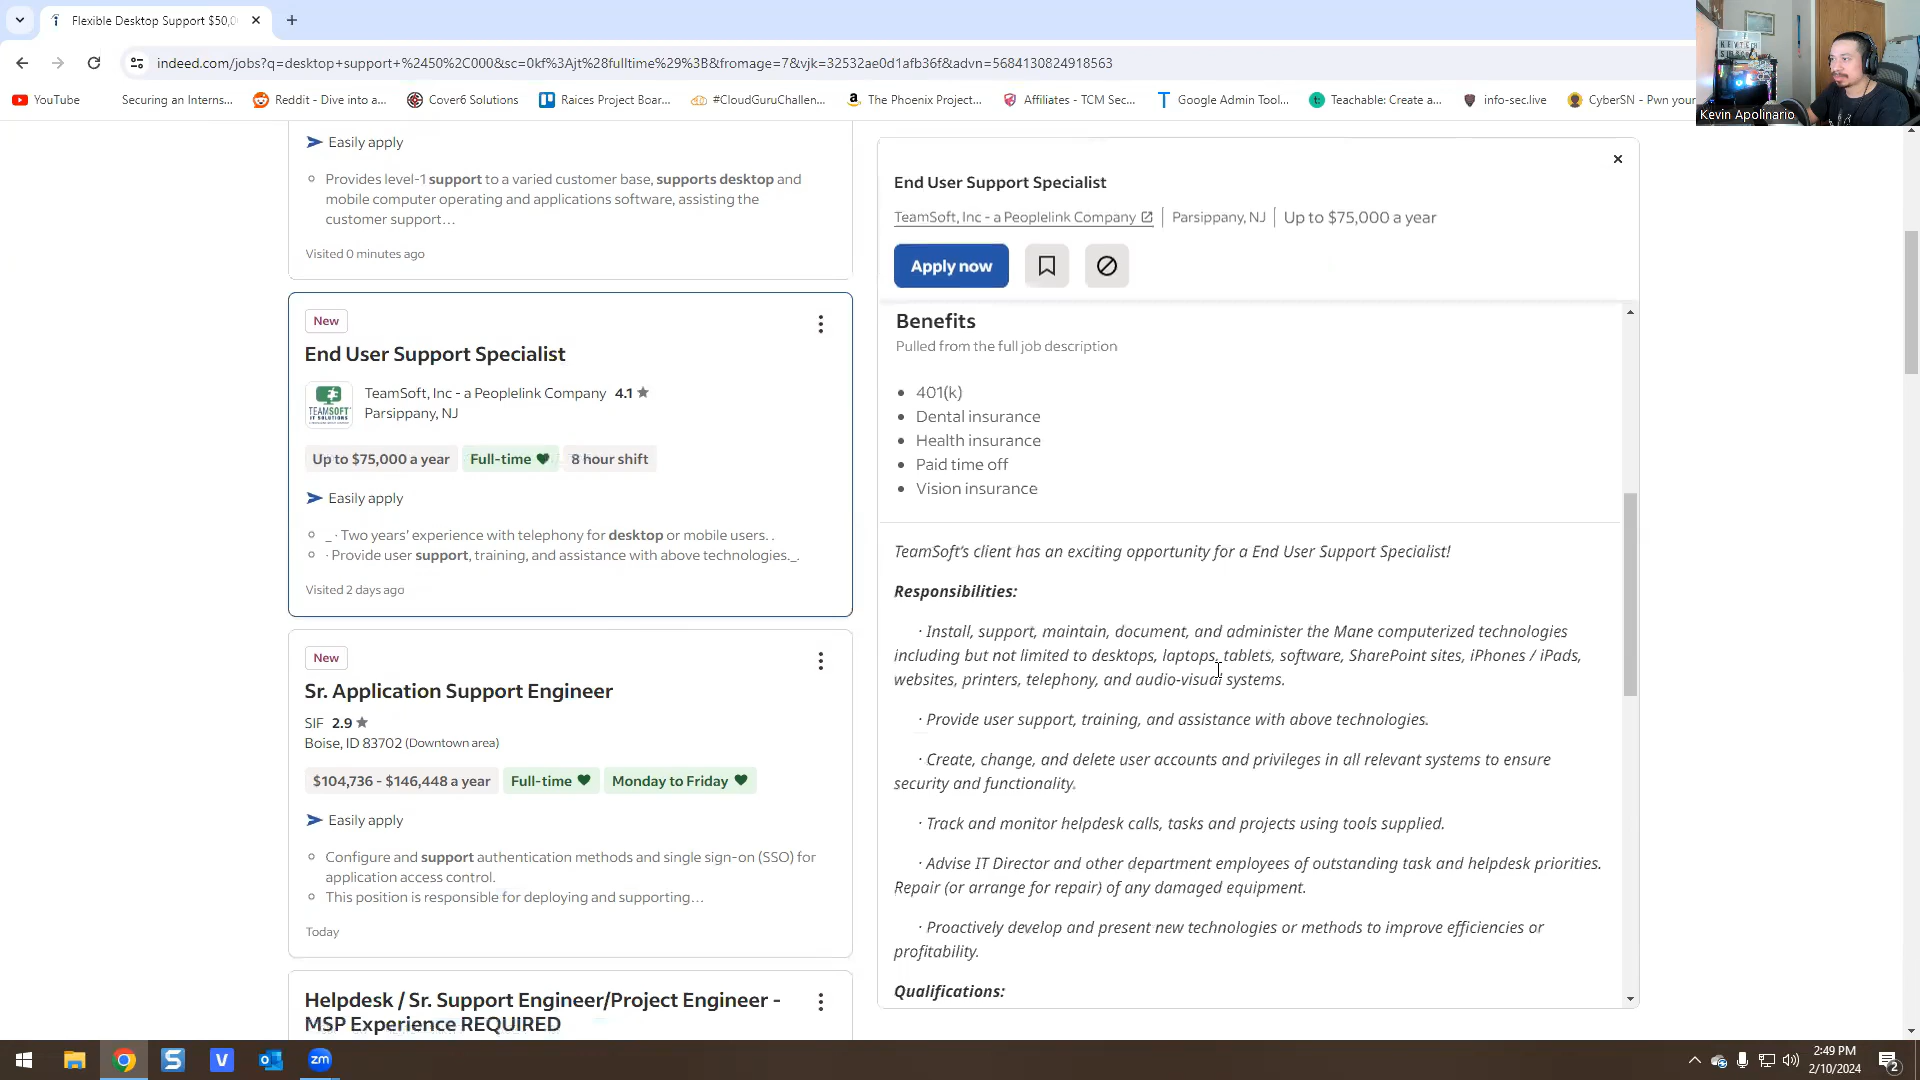 Flexible Desktop Support $50,0
indeed.com/jobs?q=desktop+support+%2450%2C000&sc=0kf%3Ajt%28fulltime%29%3B&fromage=7&vjk=32532ae0d1afb36f&advn=5684130824918563
YouTube
Securing an Interns...
Reddit - Dive into a...
Cover6 Solutions
Raices Project Boar...
#CloudGuruChallen...
The Phoenix Project...
Affiliates - TCM Sec...
Google Admin Tool...
Teachable: Create a...
info-sec.live
CyberSN - Pwn your
Kevin Apolinario
Easily apply
Provides level-1 support to a varied customer base, supports desktop and
mobile computer operating and applications software, assisting the
customer support…
Visited 0 minutes ago
New
End User Support Specialist
TEAMSOFT
TeamSoft, Inc - a Peoplelink Company 4.1
Parsippany, NJ
Up to $75,000 a year
Full-time
8 hour shift
Easily apply
_ · Two years' experience with telephony for desktop or mobile users. .
· Provide user support, training, and assistance with above technologies._.
Visited 2 days ago
New
Sr. Application Support Engineer
SIF 2.9
Boise, ID 83702 (Downtown area)
$104,736 - $146,448 a year
Full-time
Monday to Friday
Easily apply
Configure and support authentication methods and single sign-on (SSO) for
application access control.
This position is responsible for deploying and supporting…
Today
Helpdesk / Sr. Support Engineer/Project Engineer -
MSP Experience REQUIRED
End User Support Specialist
TeamSoft, Inc - a Peoplelink Company
Parsippany, NJ
Up to $75,000 a year
Apply now
Benefits
Pulled from the full job description
401(k)
Dental insurance
Health insurance
Paid time off
Vision insurance
TeamSoft's client has an exciting opportunity for a End User Support Specialist!
Responsibilities:
· Install, support, maintain, document, and administer the Mane computerized technologies
including but not limited to desktops, laptops, tablets, software, SharePoint sites, iPhones / iPads,
websites, printers, telephony, and audio-visual systems.
· Provide user support, training, and assistance with above technologies.
· Create, change, and delete user accounts and privileges in all relevant systems to ensure
security and functionality.
· Track and monitor helpdesk calls, tasks and projects using tools supplied.
· Advise IT Director and other department employees of outstanding task and helpdesk priorities.
Repair (or arrange for repair) of any damaged equipment.
· Proactively develop and present new technologies or methods to improve efficiencies or
profitability.
Qualifications:
zm
2:49 PM
2/10/2024
2